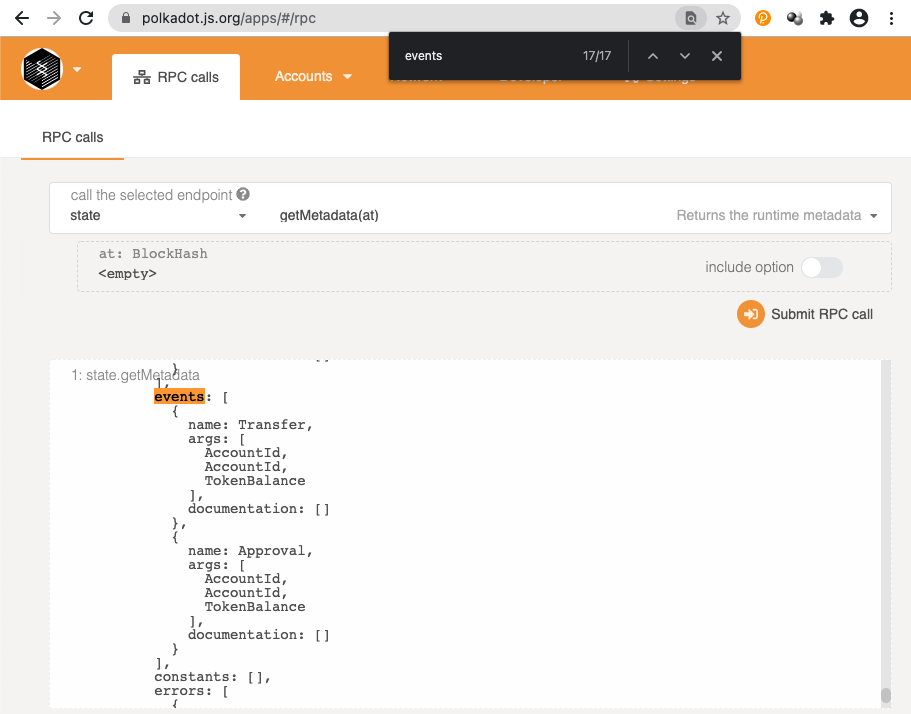 polkadot.js.org/apps/#/rpc
events 17/17
RPC calls Accounts
RPC calls
call the selected endpoint ?
state getMetadata(at) Returns the runtime metadata
at: BlockHash
<empty> include option
Submit RPC call
[]
}
1: state.getMetadata
],
events: [
{
name: Transfer,
args: [
AccountId,
AccountId,
TokenBalance
],
documentation: []
},
{
name: Approval,
args: [
AccountId,
AccountId,
TokenBalance
],
documentation: []
}
],
constants: [],
errors: [
{